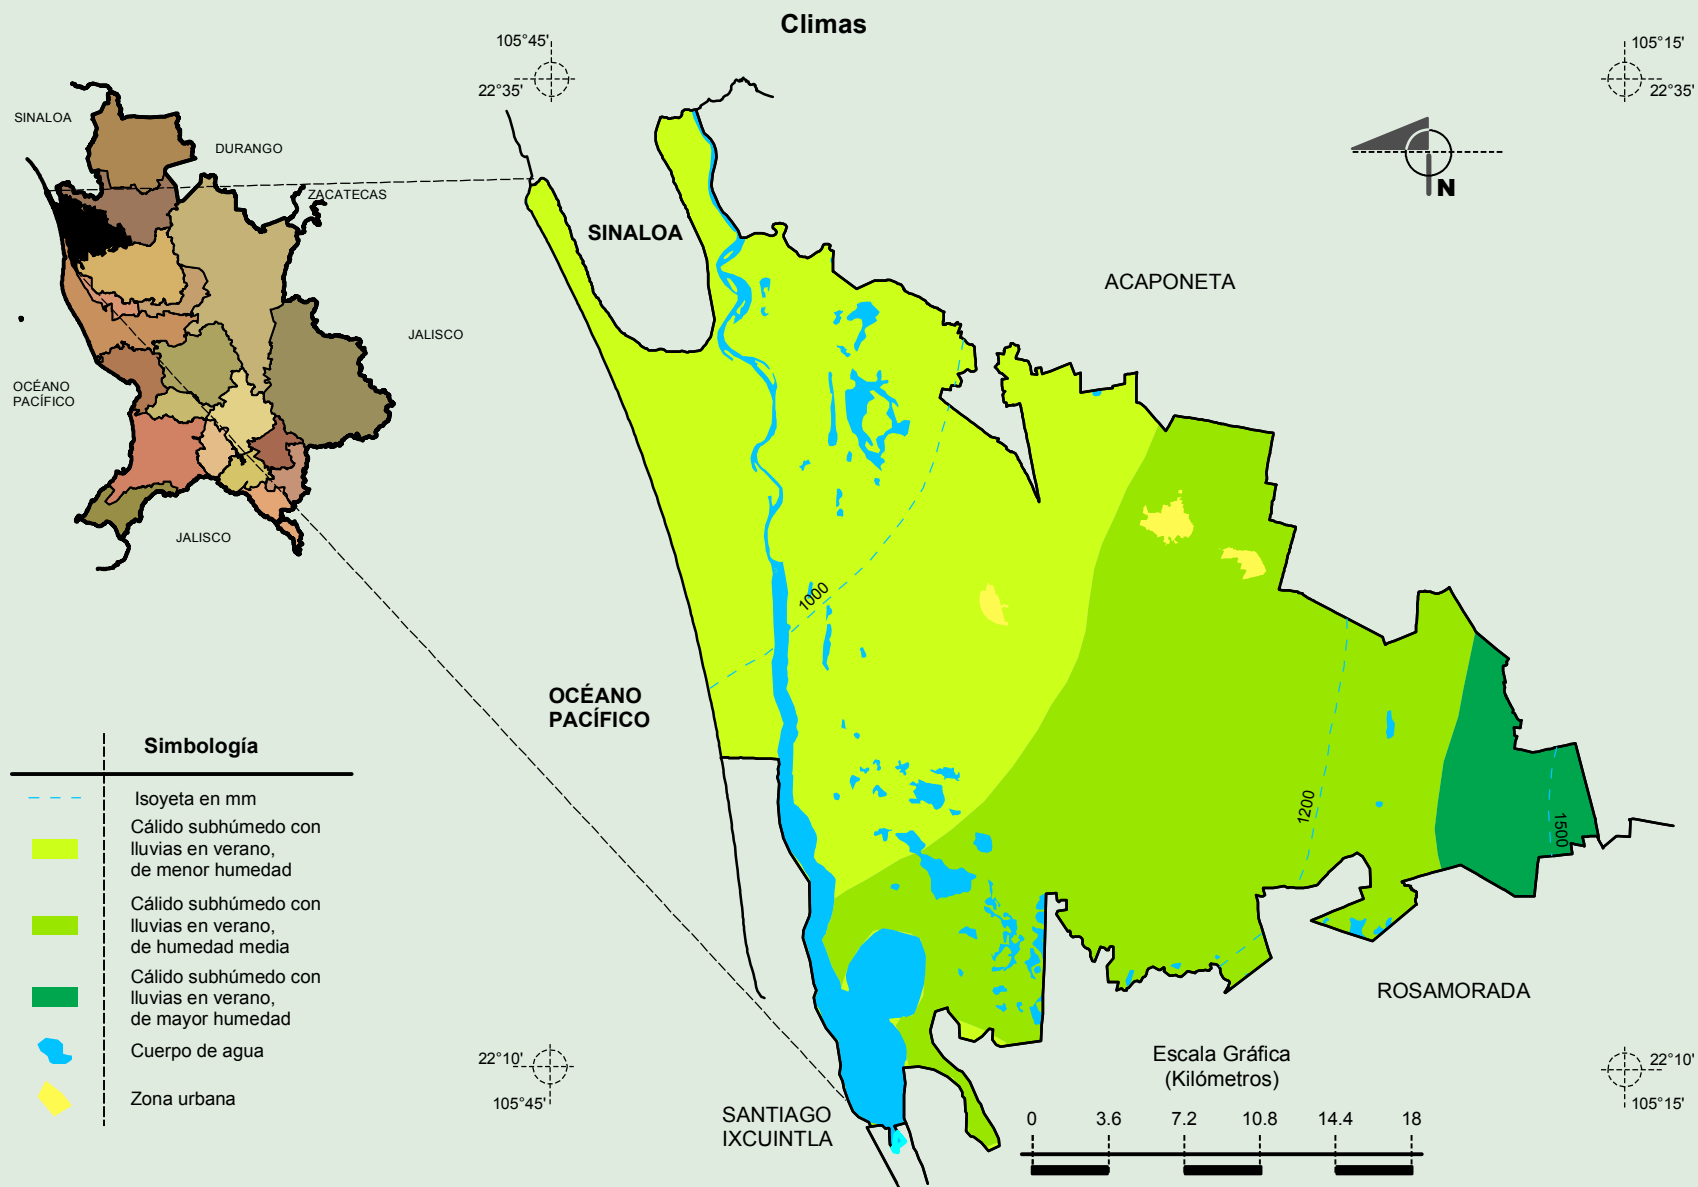 Climas
105°45'
22°35'
105°15'
22°35'
SINALOA
DURANGO
ZACATECAS
JALISCO
OCÉANO
PACÍFICO
JALISCO
N
SINALOA
ACAPONETA
1000
OCÉANO
PACÍFICO
1200
1500
ROSAMORADA
SANTIAGO
IXCUINTLA
22°10'
105°45'
22°10'
105°15'
Simbología
Isoyeta en mm
Cálido subhúmedo con
lluvias en verano,
de menor humedad
Cálido subhúmedo con
lluvias en verano,
de humedad media
Cálido subhúmedo con
lluvias en verano,
de mayor humedad
Cuerpo de agua
Zona urbana
Escala Gráfica
(Kilómetros)
0 3.6 7.2 10.8 14.4 18